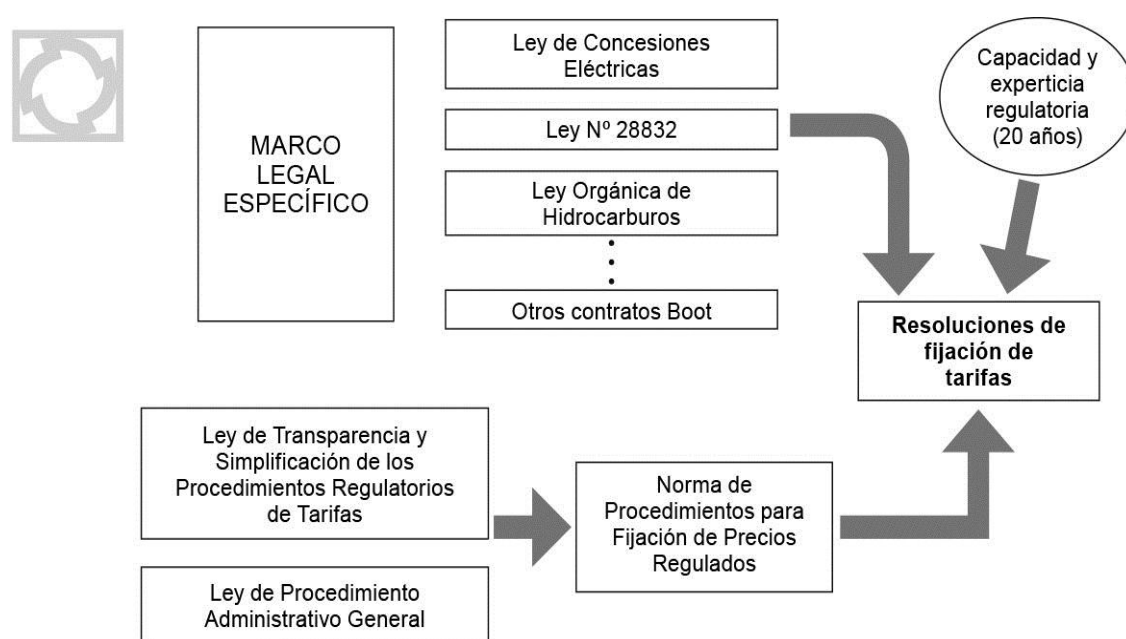 MARCO
LEGAL
ESPECÍFICO
Ley de Concesiones
Eléctricas
Ley Nº 28832
Ley Orgánica de
Hidrocarburos
Otros contratos Boot
Capacidad y
experticia
regulatoria
(20 años)
Resoluciones de
fijación de
tarifas
Ley de Transparencia y
Simplificación de los
Procedimientos Regulatorios
de Tarifas
Ley de Procedimiento
Administrativo General
Norma de
Procedimientos para
Fijación de Precios
Regulados